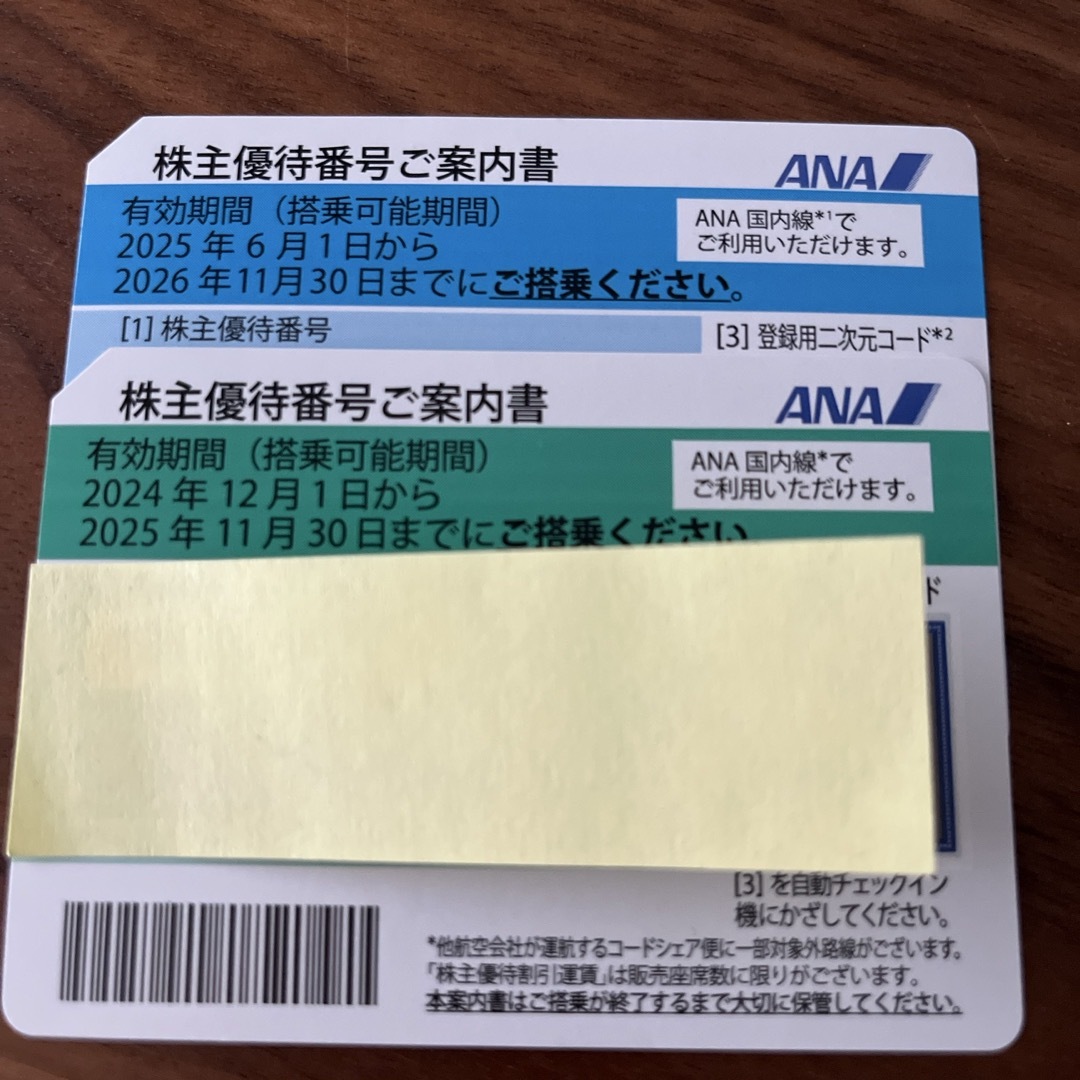 株主優待番号ご案内書
ANA
有効期間（搭乗可能期間）
2025 年 6 月 1 日から
2026 年 11 月 30 日までにご搭乗ください。
ANA 国内線*1で
ご利用いただけます。
[1] 株主優待番号
[3] 登録用二次元コード*2
株主優待番号ご案内書
ANA
有効期間（搭乗可能期間）
2024 年 12 月 1 日から
2025 年 11 月 30 日までにご搭乗ください。
ANA 国内線*で
ご利用いただけます。
ド
[3] を自動チェックイン
機にかざしてください。
*他航空会社が運航するコードシェア便に一部対象外路線がございます。
「株主優待割引運賃」は販売座席数に限りがございます。
本案内書はご搭乗が終了するまで大切に保管してください。